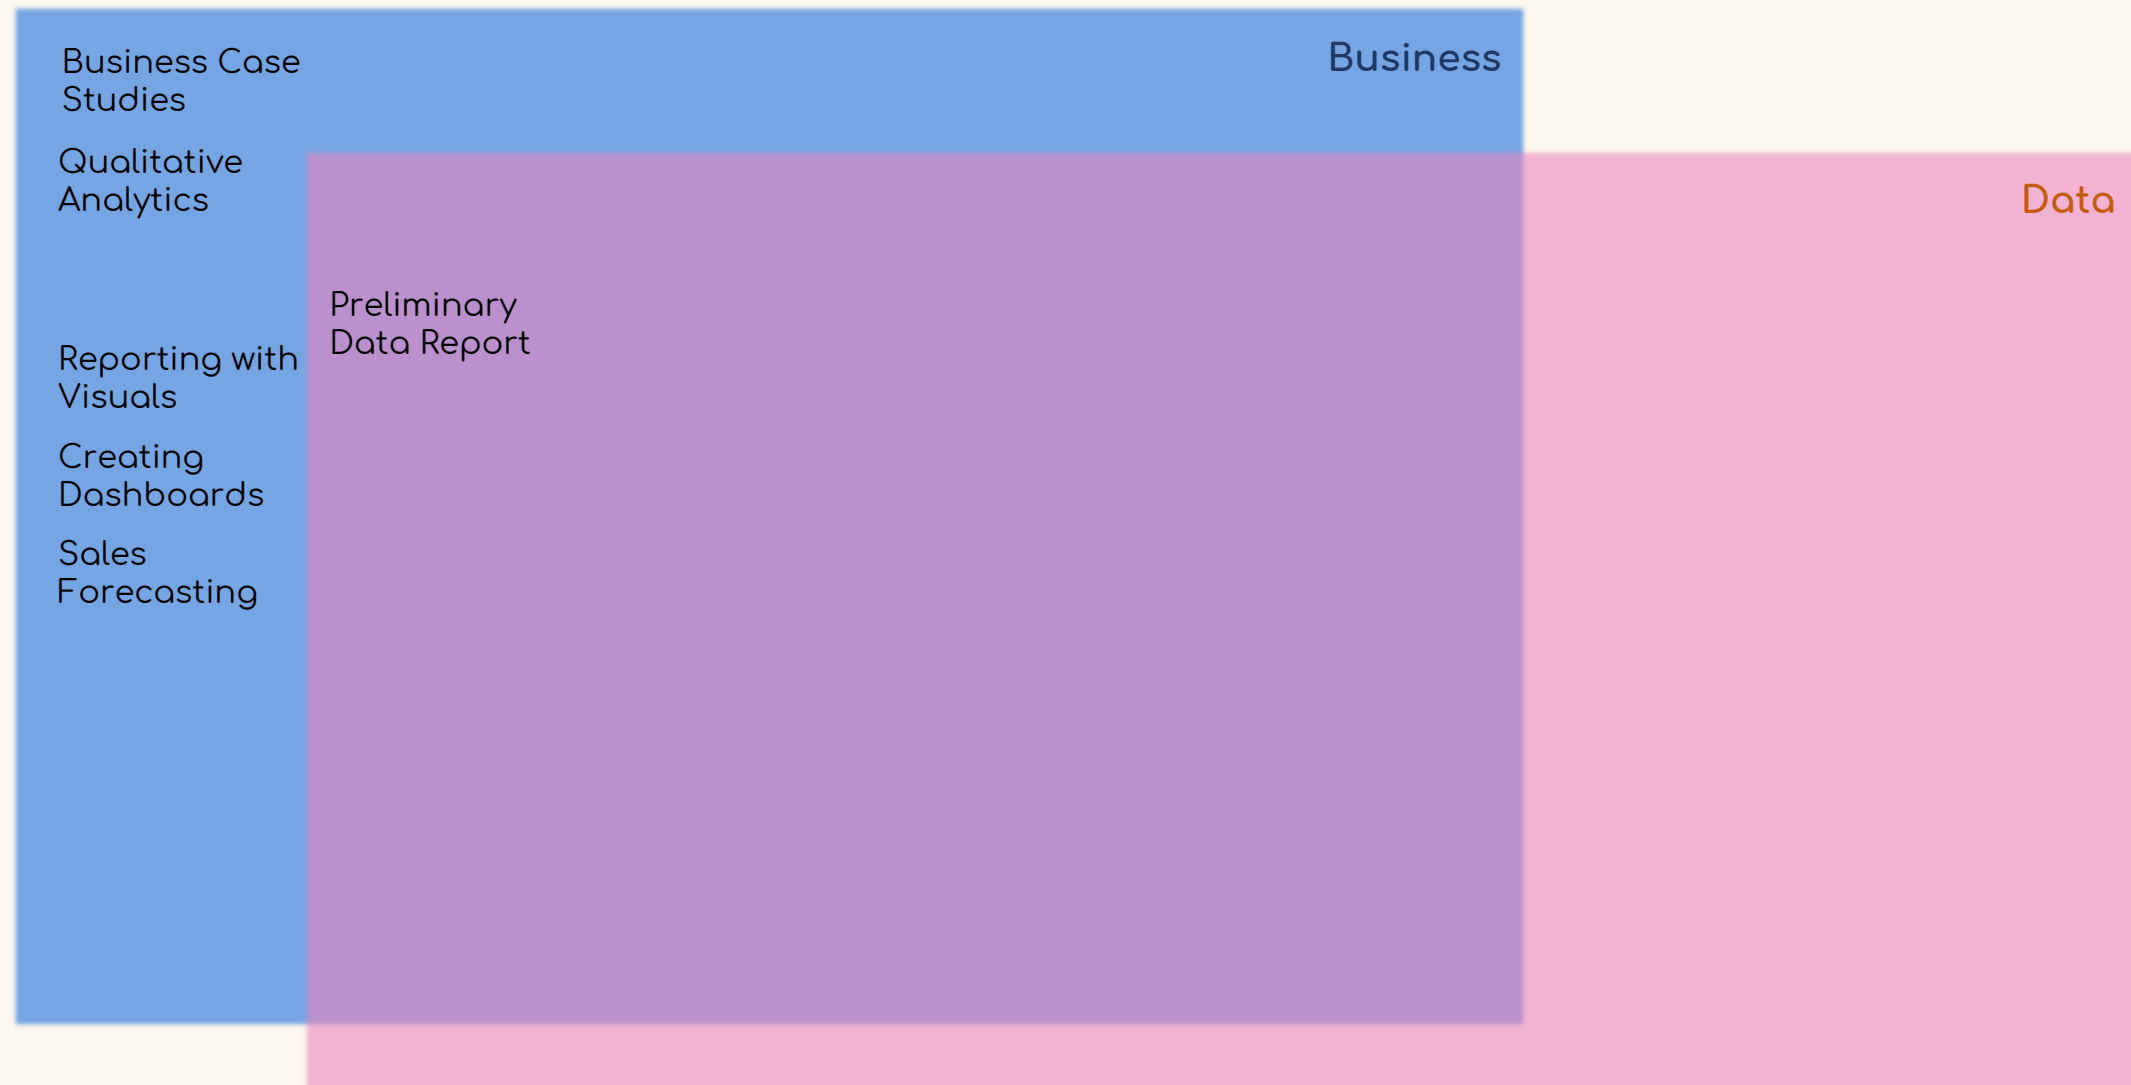 Business Case
Studies
Business
Qualitative
Analytics
Data
Preliminary
Data Report
Reporting with
Visuals
Creating
Dashboards
Sales
Forecasting